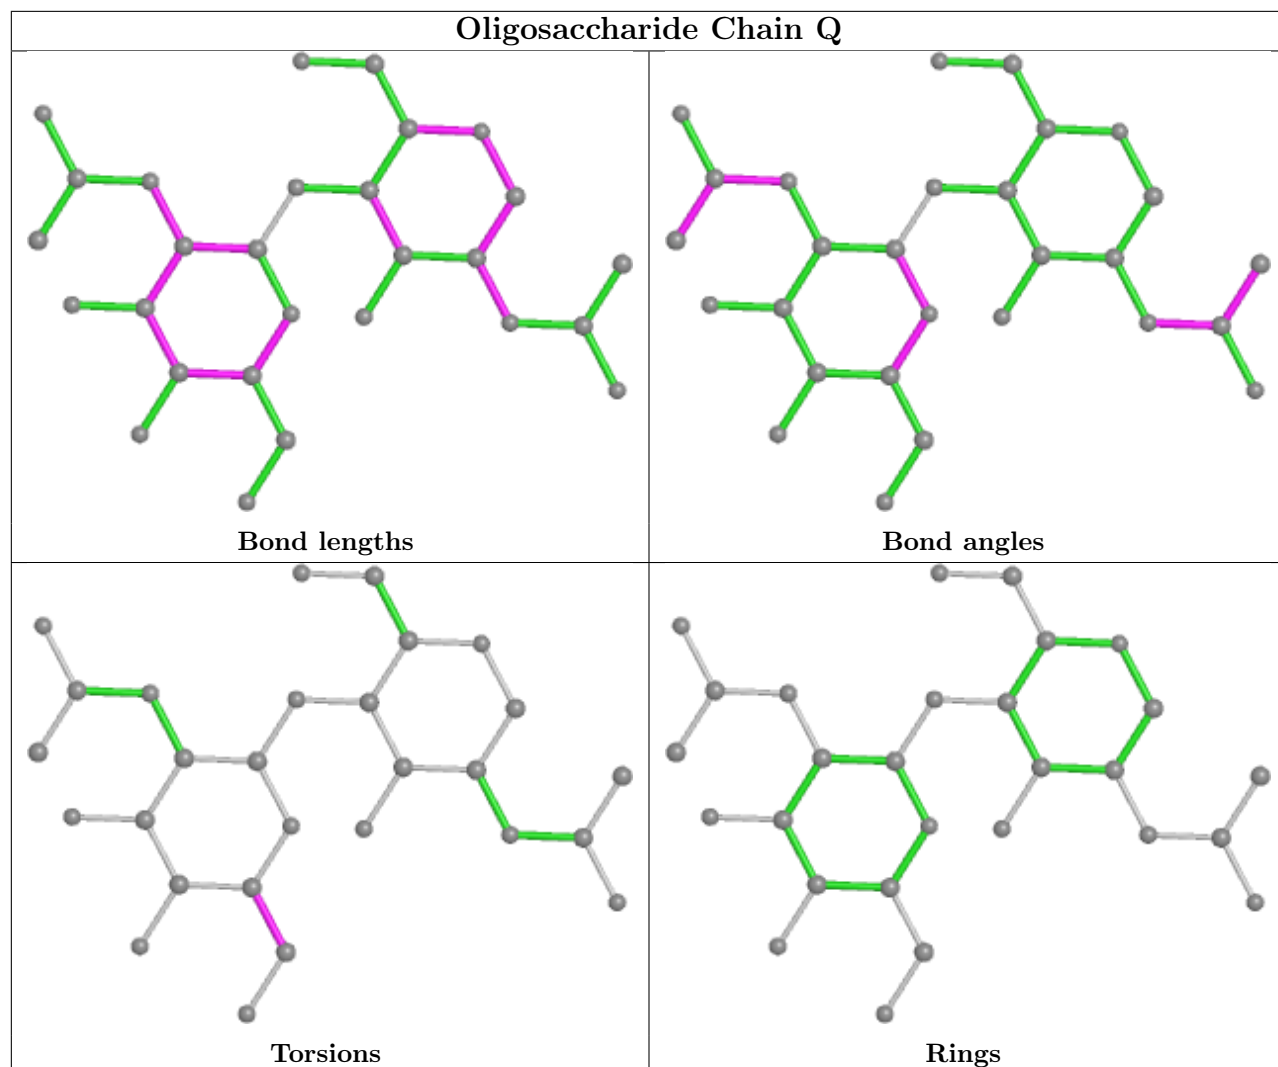 Oligosaccharide Chain Q
Bond lengths
Bond angles
Torsions
Rings